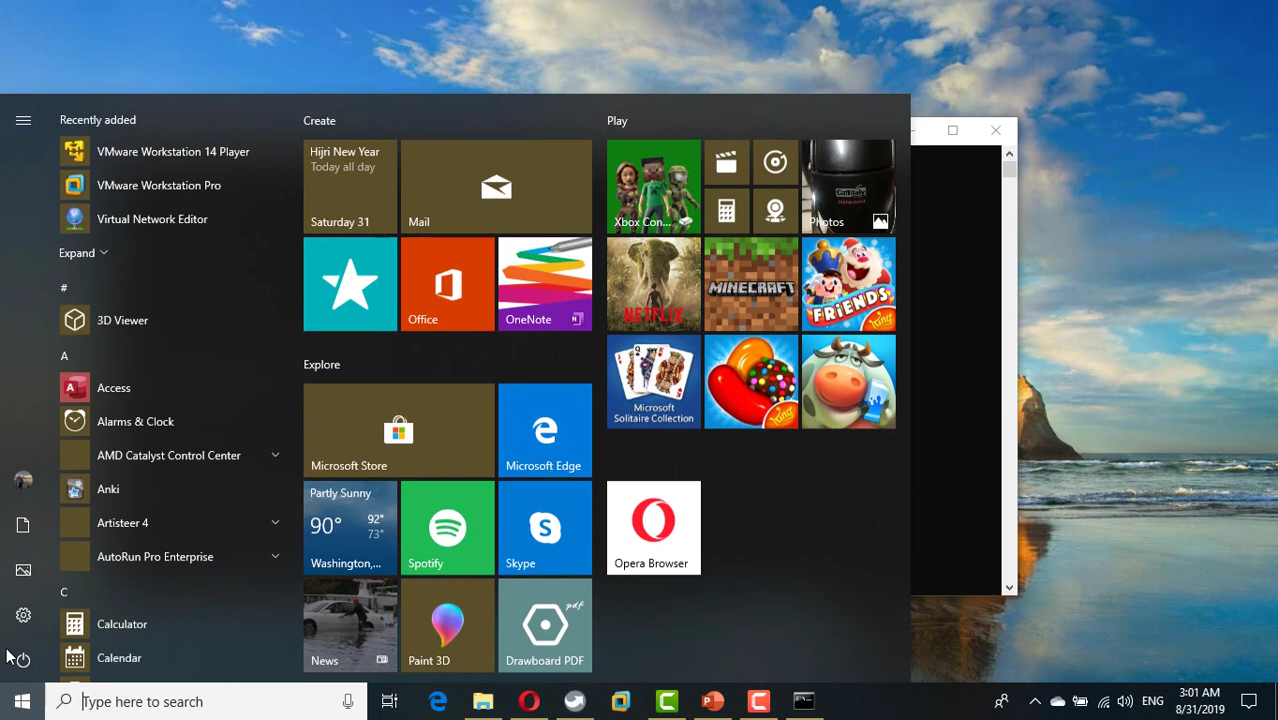 Recently added
VMware Workstation 14 Player
VMware Workstation Pro
Virtual Network Editor
Expand
#
3D Viewer
A
Access
Alarms & Clock
AMD Catalyst Control Center
Anki
Artisteer 4
AutoRun Pro Enterprise
C
Calculator
Calendar
Create
Hijri New Year
Today all day
Saturday 31
Mail
Office
OneNote
N
Explore
Microsoft Store
Microsoft Edge
Partly Sunny
90° 92°
73°
Washington,...
Spotify
Skype
News
Paint 3D
pdf
Drawboard PDF
Play
Xbox Con...
Photos
NETFLIX
MINECRAFT
FRIENDS
King
Microsoft
Solitaire Collection
King
Opera Browser
Type here to search
ENG
3:01 AM
8/31/2019